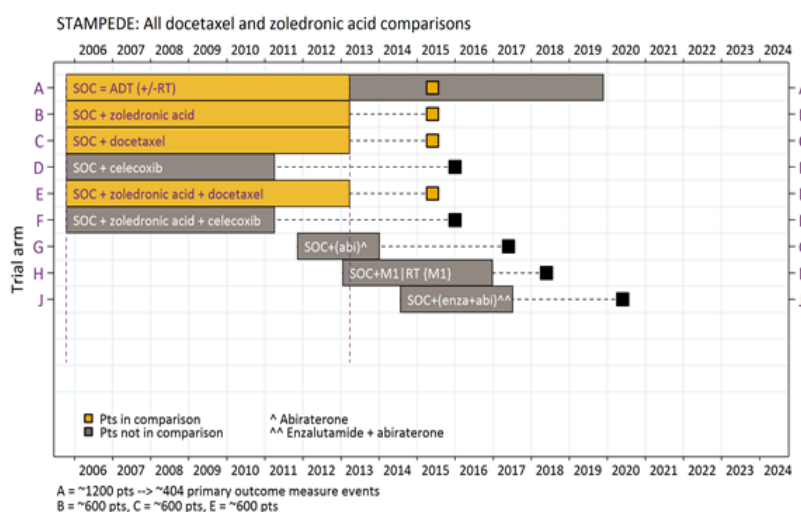 STAMPEDE: All docetaxel and zoledronic acid comparisons
2006 2007 2008 2009 2010 2011 2012 2013 2014 2015 2016 2017 2018 2019 2020 2021 2022 2023 2024
Trial arm
A SOC = ADT (+/-RT)
B SOC + zoledronic acid
C SOC + docetaxel
D SOC + celecoxib
E SOC + zoledronic acid + docetaxel
F SOC + zoledronic acid + celecoxib
G SOC+(abi)^
H SOC+M1|RT {M1}
J SOC+(enza+abi)^^
Pts in comparison ^ Abiraterone
Pts not in comparison ^^ Enzalutamide + abiraterone
2006 2007 2008 2009 2010 2011 2012 2013 2014 2015 2016 2017 2018 2019 2020 2021 2022 2023 2024
A = ~1200 pts --> ~404 primary outcome measure events
B = ~600 pts, C = ~600 pts, E = ~600 pts